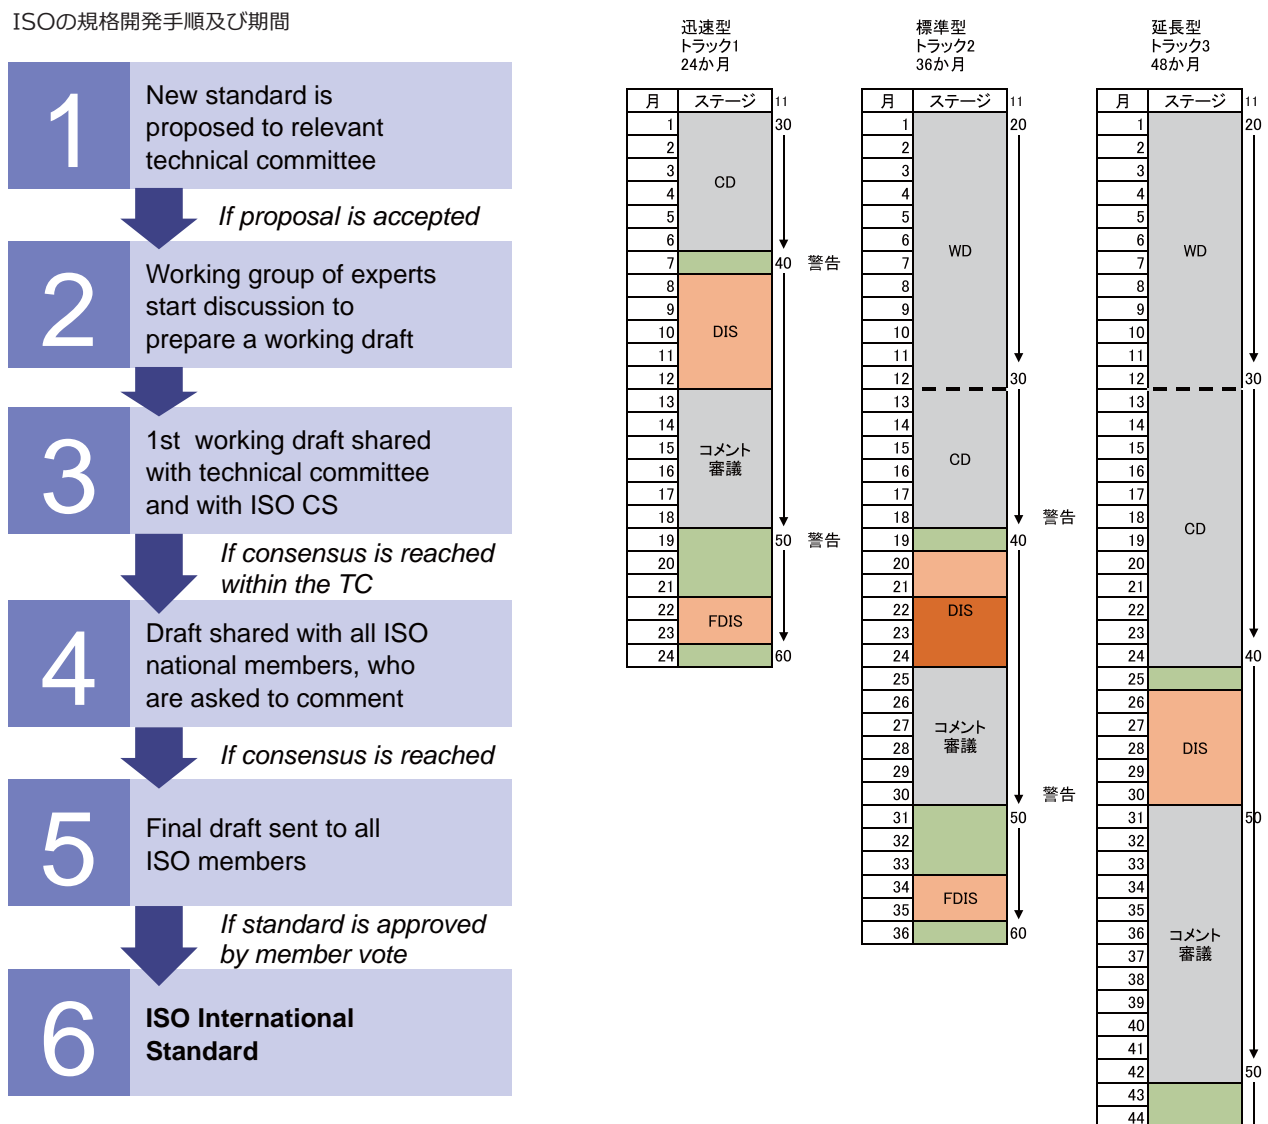 ISOの規格開発手順及び期間
1
New standard is
proposed to relevant
technical committee
If proposal is accepted
2
Working group of experts
start discussion to
prepare a working draft
3
1st working draft shared
with technical committee
and with ISO CS
If consensus is reached
within the TC
4
Draft shared with all ISO
national members, who
are asked to comment
If consensus is reached
5
Final draft sent to all
ISO members
If standard is approved
by member vote
6
ISO International
Standard
迅速型
トラック1
24か月
月 ステージ 11
1 30
2
3
4 CD
5
6
7 40 警告
8
9
10 DIS
11
12
13
14
15 コメント
16 審議
17
18
19 50 警告
20
21
22
23 FDIS
24 60
標準型
トラック2
36か月
月 ステージ 11
1 20
2
3
4
5
6
7 WD
8
9
10
11
12 30
13
14
15 CD
16
17
18 警告
19 40
20
21
22 DIS
23
24
25
26
27 コメント
28 審議
29
30 警告
31 50
32
33
34
35 FDIS
36 60
延長型
トラック3
48か月
月 ステージ 11
1 20
2
3
4
5
6
7 WD
8
9
10
11
12 30
13
14
15
16
17
18 CD
19
20
21
22
23
24 40
25
26
27
28 DIS
29
30
31 50
32
33
34
35
36 コメント
37 審議
38
39
40
41
42 50
43
44